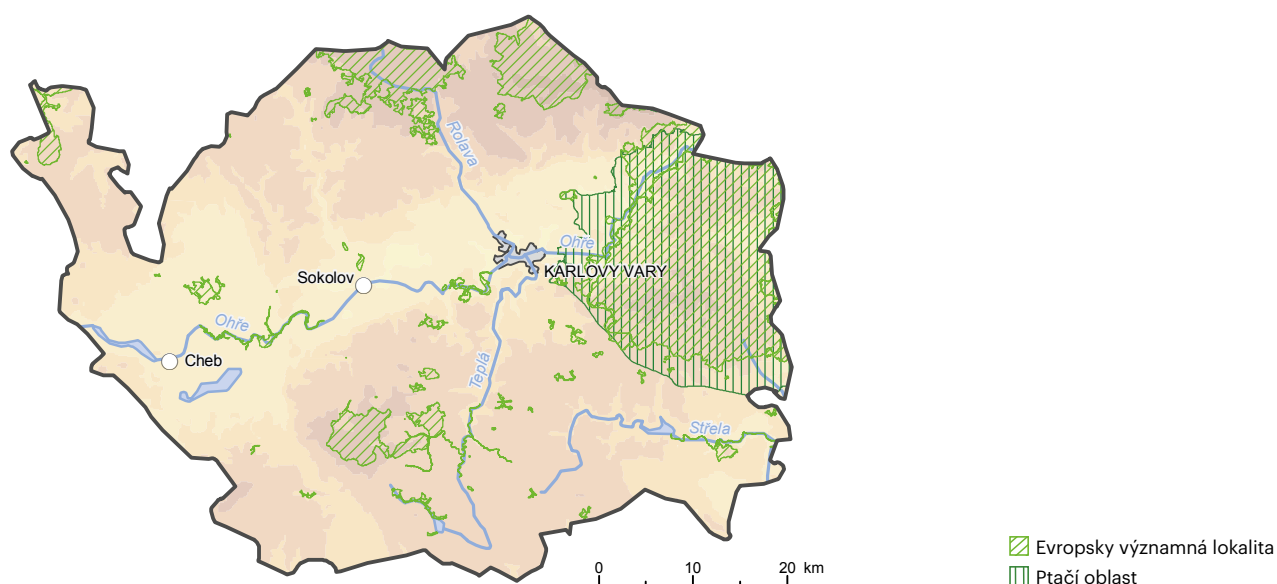 Rolava
Ohře
KARLOVY VARY
Sokolov
Ohře
Cheb
Teplá
Střela
0 10 20 km
Evropsky významná lokalita
Ptačí oblast